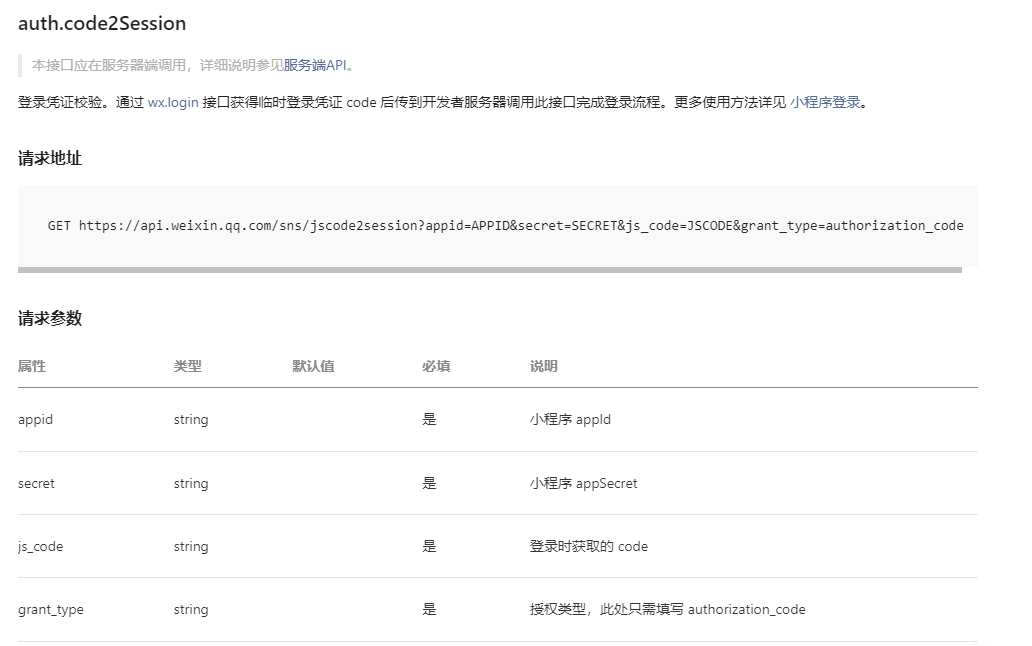 auth.code2Session
本接口应在服务器端调用，详细说明参见服务端API。
登录凭证校验。通过 wx.login 接口获得临时登录凭证 code 后传到开发者服务器调用此接口完成登录流程。更多使用方法详见 小程序登录。
请求地址
GET https://api.weixin.qq.com/sns/jscode2session?appid=APPID&secret=SECRET&js_code=JSCODE&grant_type=authorization_code
请求参数
属性 类型 默认值 必填 说明
appid string 是 小程序 appId
secret string 是 小程序 appSecret
js_code string 是 登录时获取的 code
grant_type string 是 授权类型，此处只需填写 authorization_code